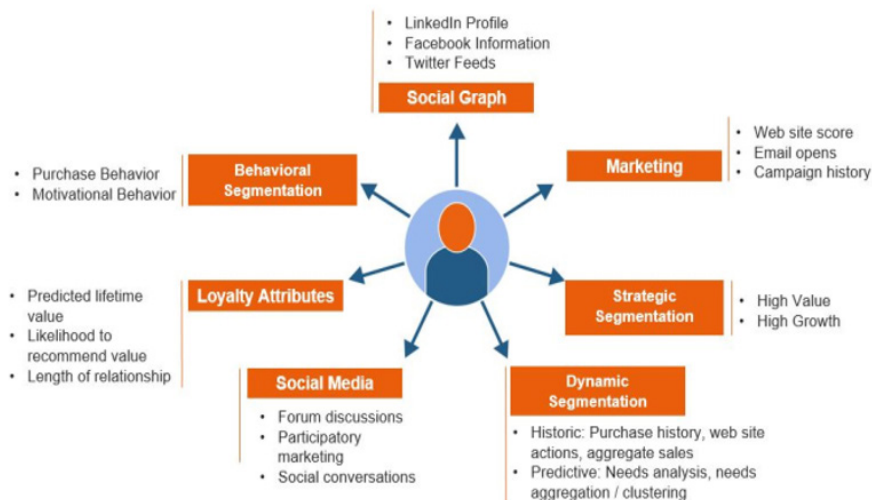 • LinkedIn Profile
• Facebook Information
• Twitter Feeds
Social Graph
• Web site score
• Email opens
• Campaign history
Marketing
Behavioral
Segmentation
• Purchase Behavior
• Motivational Behavior
Loyalty Attributes
• Predicted lifetime
value
• Likelihood to
recommend value
• Length of relationship
Strategic
Segmentation
• High Value
• High Growth
Social Media
• Forum discussions
• Participatory
marketing
• Social conversations
Dynamic
Segmentation
• Historic: Purchase history, web site
actions, aggregate sales
• Predictive: Needs analysis, needs
aggregation / clustering